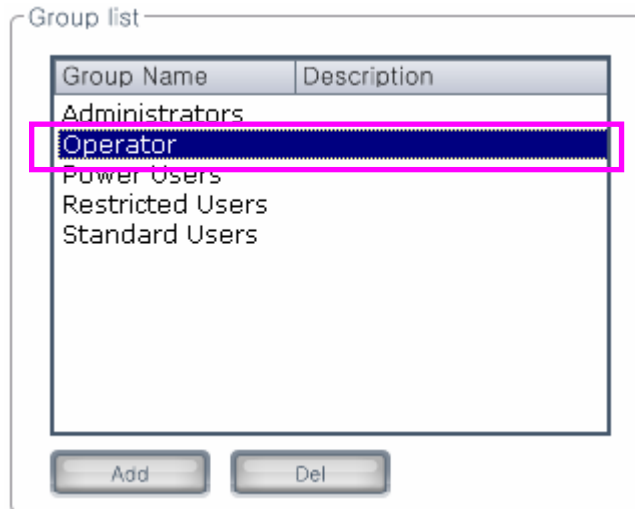 Group list
Group Name Description
Administrators
Operator
Power Users
Restricted Users
Standard Users
Add Del